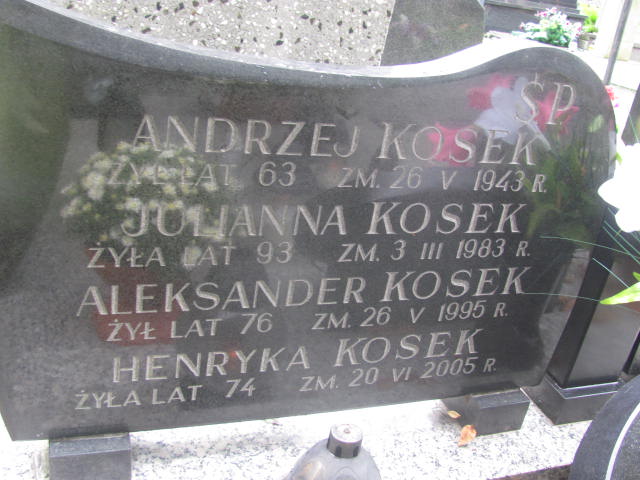 ŚP
ANDRZEJ KOSEK
ŻYŁ LAT 63 ZM. 26 V 1943 R.
JULIANNA KOSEK
ŻYŁA LAT 93 ZM. 3 III 1983 R.
ALEKSANDER KOSEK
ŻYŁ LAT 76 ZM. 26 V 1995 R.
HENRYKA KOSEK
ŻYŁA LAT 74 ZM. 20 VI 2005 R.